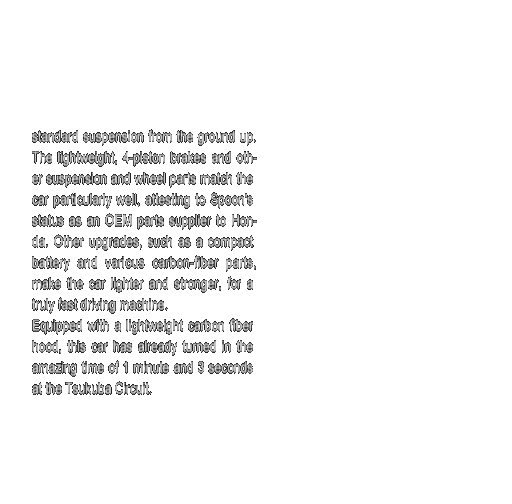 standard suspension from the ground up.
The lightweight, 4-piston brakes and oth-
er suspension and wheel parts match the
car particularly well, attesting to Spoon's
status as an OEM parts supplier to Hon-
da. Other upgrades, such as a compact
battery and various carbon-fiber parts,
make the car lighter and stronger, for a
truly fast driving machine.
Equipped with a lightweight carbon fiber
hood, this car has already turned in the
amazing time of 1 minute and 3 seconds
at the Tsukuba Circuit.